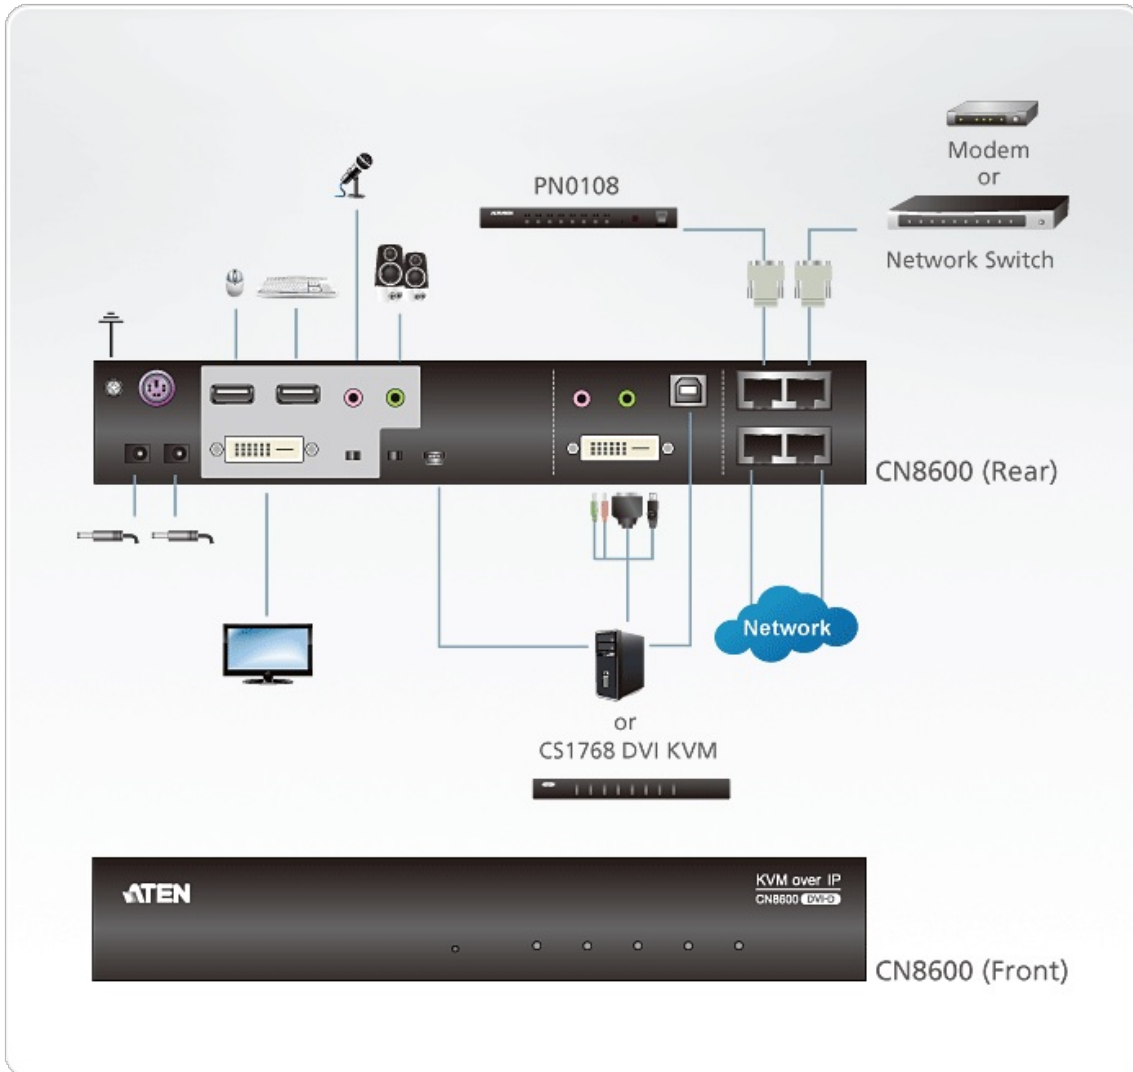 Modem
or
PN0108
Network Switch
CN8600 (Rear)
Network
or
CS1768 DVI KVM
ATEN
KVM over IP
CN8600 DVI-D
CN8600 (Front)